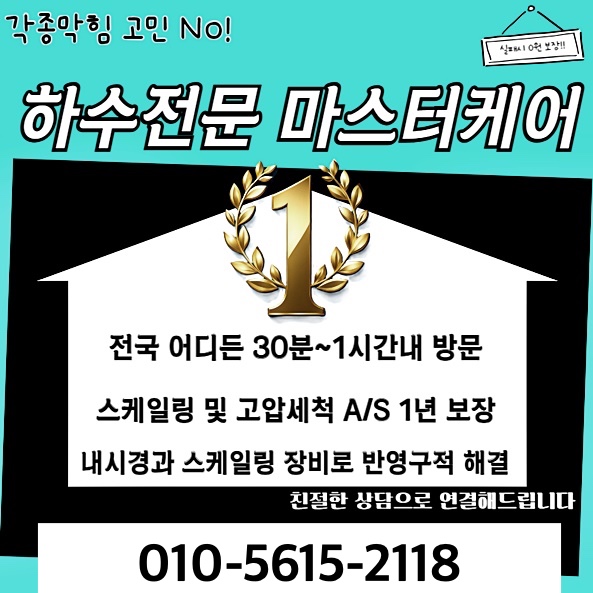 각종막힘 고민 No!
실패시 0원 보장!!
하수전문 마스터케어
1
전국 어디든 30분~1시간내 방문
스케일링 및 고압세척 A/S 1년 보장
내시경과 스케일링 장비로 반영구적 해결
친절한 상담으로 연결해드립니다
010-5615-2118